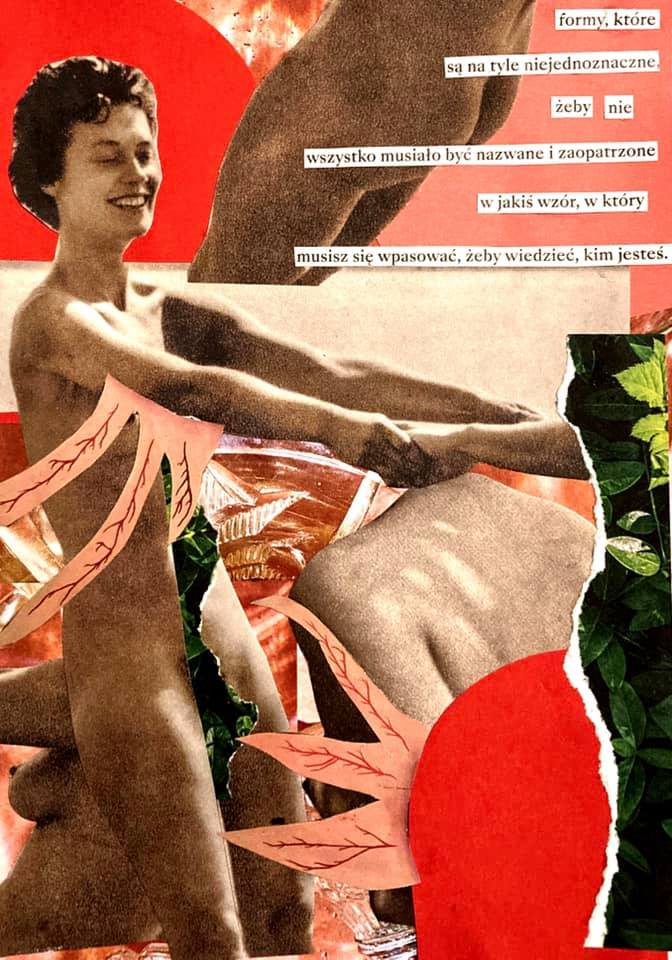 formy, które
są na tyle niejednoznaczne,
żeby nie
wszystko musiało być nazwane i zaopatrzone
w jakiś wzór, w który
musisz się wpasować, żeby wiedzieć, kim jesteś.